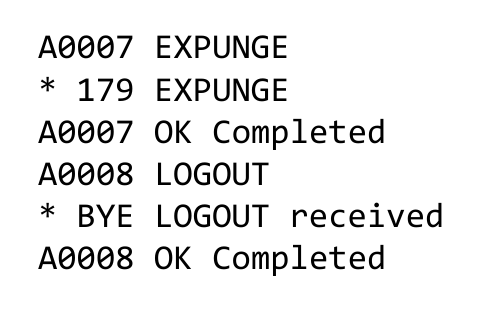 A0007 EXPUNGE
* 179 EXPUNGE
A0007 OK Completed
A0008 LOGOUT
* BYE LOGOUT received
A0008 OK Completed